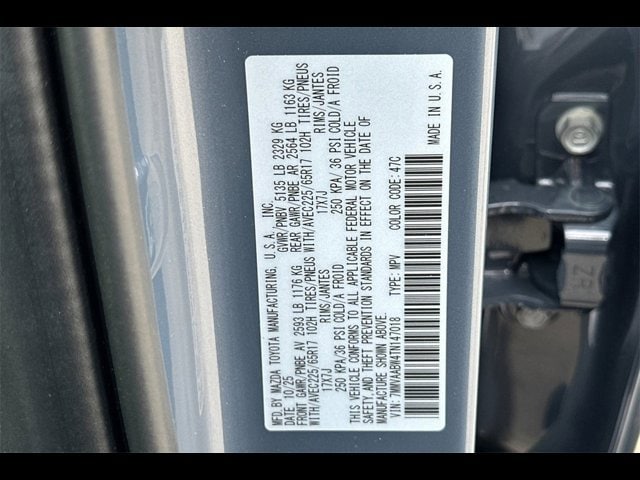 MFD.BY MAZDA TOYOTA MANUFACTURING, U.S.A., INC.
DATE: 10/25 GVWR/PNBV 5135 LB 2329 KG
FRONT GAWR/PNBE AV 2593 LB 1176 KG REAR GAWR/PNBE AR 2564 LB 1163 KG
WITH/AVEC225/65R17 102H TIRES/PNEUS WITH/AVEC225/65R17 102H TIRES/PNEUS
17X7J RIMS/JANTES 17X7J RIMS/JANTES
250 KPA/36 PSI COLD/A FROID 250 KPA/36 PSI COLD/A FROID
THIS VEHICLE CONFORMS TO ALL APPLICABLE FEDERAL MOTOR VEHICLE
SAFETY, AND THEFT PREVENTION STANDARDS IN EFFECT ON THE DATE OF
MANUFACTURE SHOWN ABOVE.
VIN: 7MMVAABW4TN147018 TYPE: MPV COLOR CODE: 47C
MADE IN U.S.A.